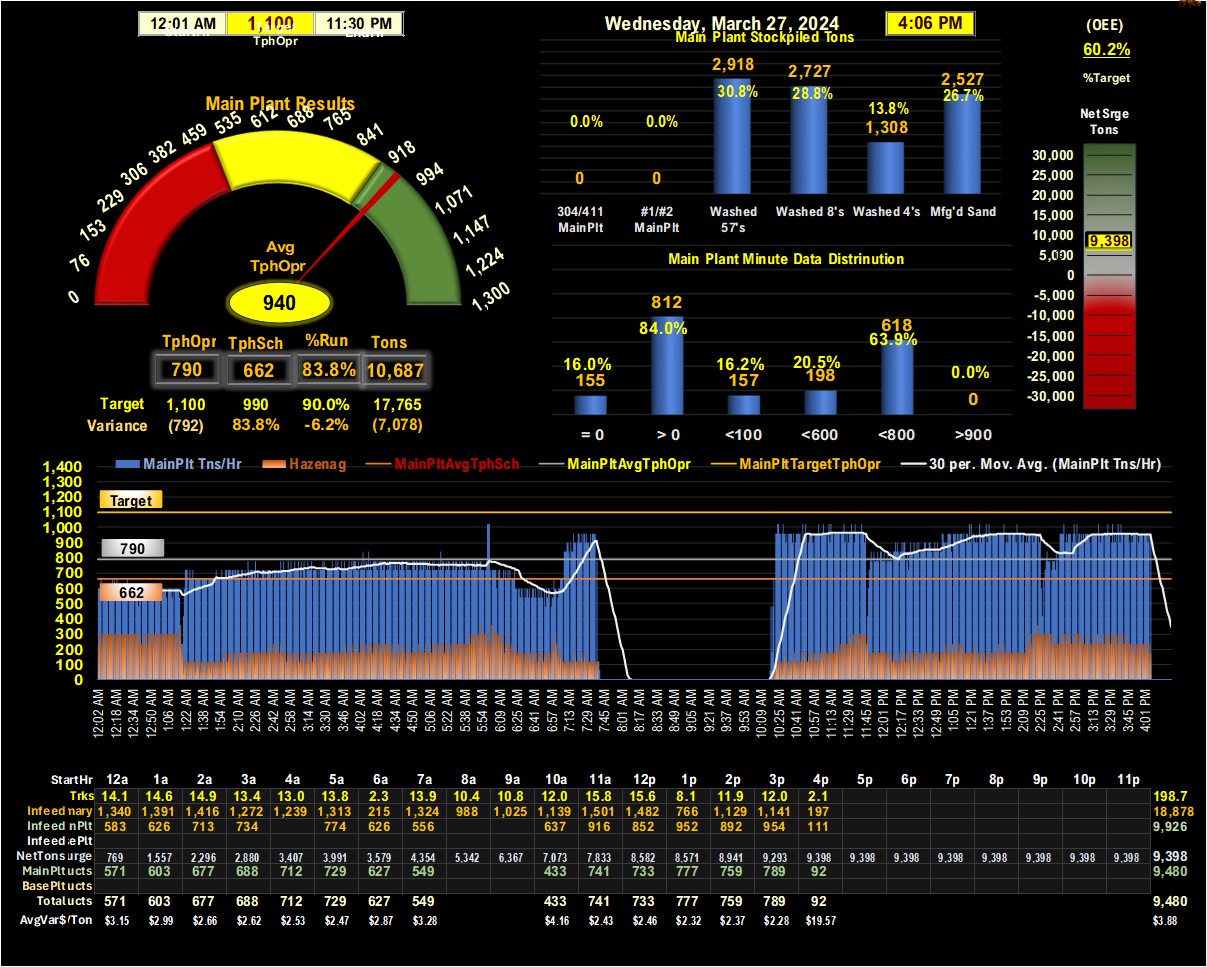 12:01 AM 1,100 11:30 PM
StartHr TphOpr EndHr
Wednesday, March 27, 2024 4:06 PM
(OEE)
60.2%
%Target
Main Plant Stockpiled Tons
2,918 2,727 2,527
30.8% 28.8% 26.7%
0.0% 0.0% 13.8%
1,308
0 0
304/411 MainPlt #1/#2 MainPlt Washed 57's Washed 8's Washed 4's Mfg'd Sand
Net Srge Tons
30,000
25,000
20,000
15,000
10,000
9,398
5,000
0
-5,000
-10,000
-15,000
-20,000
-25,000
-30,000
Main Plant Results
0 76 153 229 306 382 459 535 612 688 765 841 918 994 1,071 1,147 1,224 1,300
Avg
TphOpr
940
TphOpr TphSch %Run Tons
790 662 83.8% 10,687
Target 1,100 990 90.0% 17,765
Variance (792) 83.8% -6.2% (7,078)
Main Plant Minute Data Distrinution
812
84.0%
618
63.9%
16.0% 16.2% 20.5% 0.0%
155 157 198 0
= 0 > 0 <100 <600 <800 >900
MainPlt Tns/Hr Hazenag MainPltAvgTphSch MainPltAvgTphOpr MainPltTargetTphOpr 30 per. Mov. Avg. (MainPlt Tns/Hr)
1,400
1,300
1,200
1,100
1,000
900
800
700
600
500
400
300
200
100
0
Target
790
662
12:02 AM 12:18 AM 12:34 AM 12:50 AM 1:06 AM 1:22 AM 1:38 AM 1:54 AM 2:10 AM 2:26 AM 2:42 AM 2:58 AM 3:14 AM 3:30 AM 3:46 AM 4:02 AM 4:18 AM 4:34 AM 4:50 AM 5:06 AM 5:22 AM 5:38 AM 5:54 AM 6:09 AM 6:25 AM 6:41 AM 6:57 AM 7:13 AM 7:29 AM 7:45 AM 8:01 AM 8:17 AM 8:33 AM 8:49 AM 9:05 AM 9:21 AM 9:37 AM 9:53 AM 10:09 AM 10:25 AM 10:41 AM 10:57 AM 11:13 AM 11:29 AM 11:45 AM 12:01 PM 12:17 PM 12:33 PM 12:49 PM 1:05 PM 1:21 PM 1:37 PM 1:53 PM 2:09 PM 2:25 PM 2:41 PM 2:57 PM 3:13 PM 3:29 PM 3:45 PM 4:01 PM
StartHr 12a 1a 2a 3a 4a 5a 6a 7a 8a 9a 10a 11a 12p 1p 2p 3p 4p 5p 6p 7p 8p 9p 10p 11p
Trks 14.1 14.6 14.9 13.4 13.0 13.8 2.3 13.9 10.4 10.8 12.0 15.8 15.6 8.1 11.9 12.0 2.1 198.7
Infeed nary 1,340 1,391 1,416 1,272 1,239 1,313 215 1,324 988 1,025 1,139 1,501 1,482 766 1,129 1,141 197 18,878
Infeed nPlt 583 626 713 734 774 626 556 637 916 852 952 892 954 111 9,926
Infeed ePlt
NetTons urge 769 1,557 2,296 2,880 3,407 3,991 3,579 4,354 5,342 6,367 7,073 7,833 8,582 8,571 8,941 9,293 9,398 9,398 9,398 9,398 9,398 9,398 9,398 9,398 9,398
MainPlt ucts 571 603 677 688 712 729 627 549 433 741 733 777 759 789 92 9,480
BasePlt ucts
Total ucts 571 603 677 688 712 729 627 549 433 741 733 777 759 789 92 9,480
AvgVar$/Ton $3.15 $2.99 $2.66 $2.62 $2.53 $2.47 $2.87 $3.28 $4.16 $2.43 $2.46 $2.32 $2.37 $2.28 $19.57 $3.88